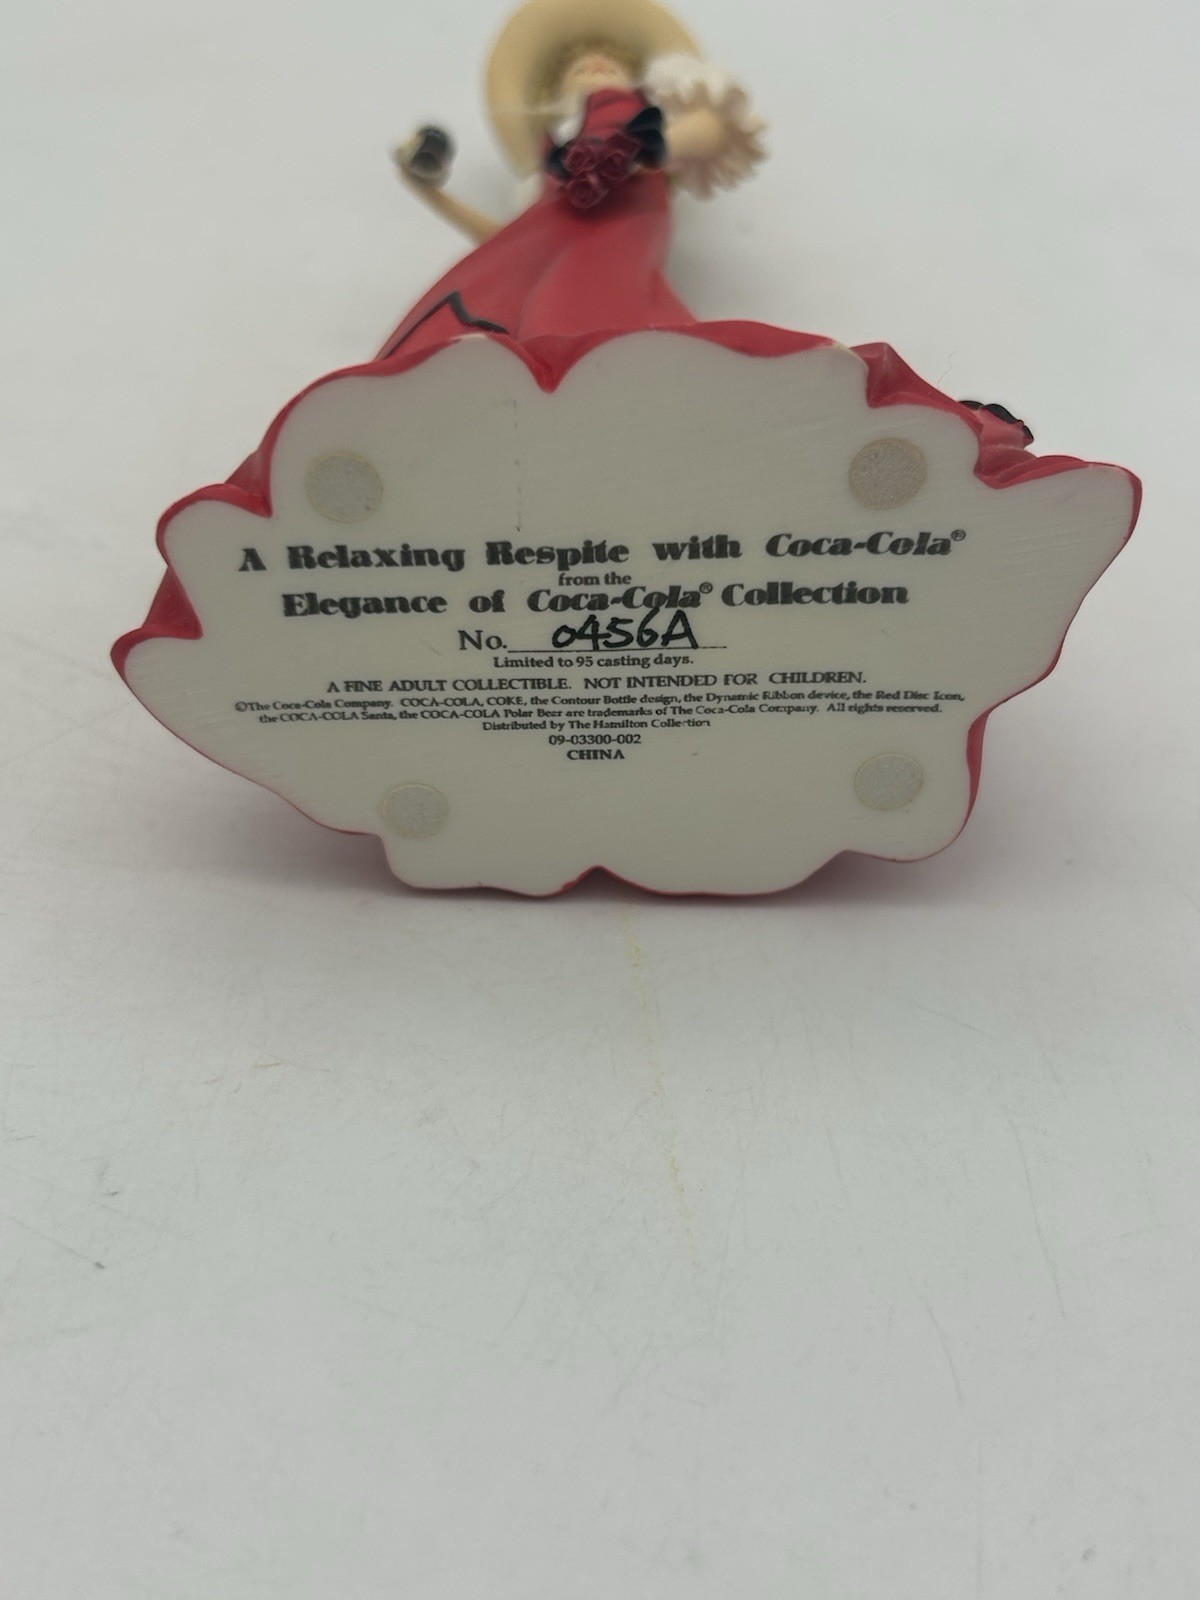 A Relaxing Respite with Coca-Cola®
from the
Elegance of Coca-Cola® Collection
No. 0456A
Limited to 95 casting days.
A FINE ADULT COLLECTIBLE. NOT INTENDED FOR CHILDREN.
©The Coca-Cola Company. COCA-COLA, COKE, the Contour Bottle design, the Dynamic Ribbon device, the Red Disc Icon,
the COCA-COLA Santa, the COCA-COLA Polar Bear are trademarks of The Coca-Cola Company. All rights reserved.
Distributed by The Hamilton Collection
09-03300-002
CHINA